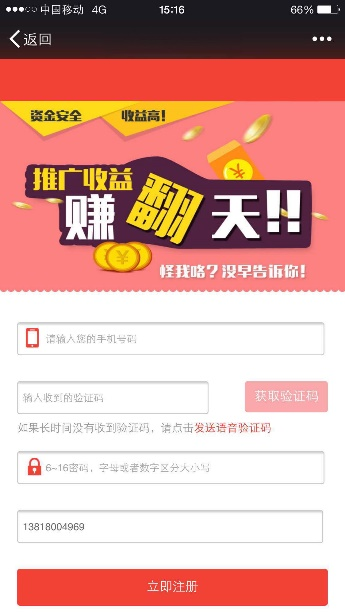 中国移动 4G 15:16 66%
返回
资金安全 收益高!
推广收益
赚翻天!!
怪我咯?没早告诉你!
请输入您的手机号码
输入收到的验证码 获取验证码
如果长时间没有收到验证码，请点击发送语音验证码
6~16密码，字母或者数字区分大小写
13818004969
立即注册